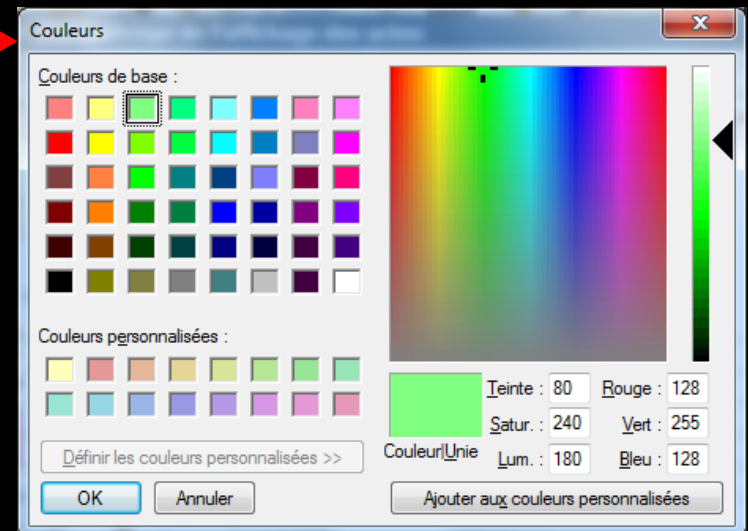 Couleurs
Couleurs de base :
Couleurs personnalisées :
Définir les couleurs personnalisées >>
OK Annuler
Couleur|Unie
Teinte : 80 Rouge : 128
Satur. : 240 Vert : 255
Lum. : 180 Bleu : 128
Ajouter aux couleurs personnalisées